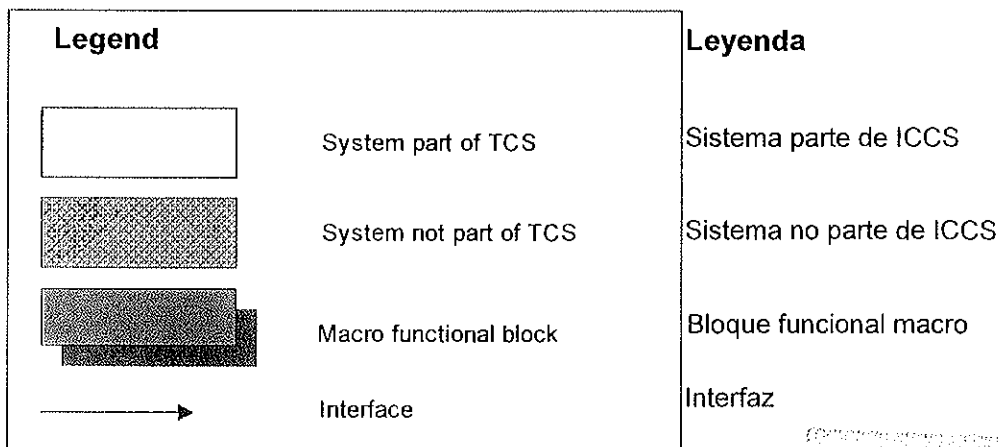 Legend
Leyenda
System part of TCS
Sistema parte de ICCS
System not part of TCS
Sistema no parte de ICCS
Macro functional block
Bloque funcional macro
Interface
Interfaz